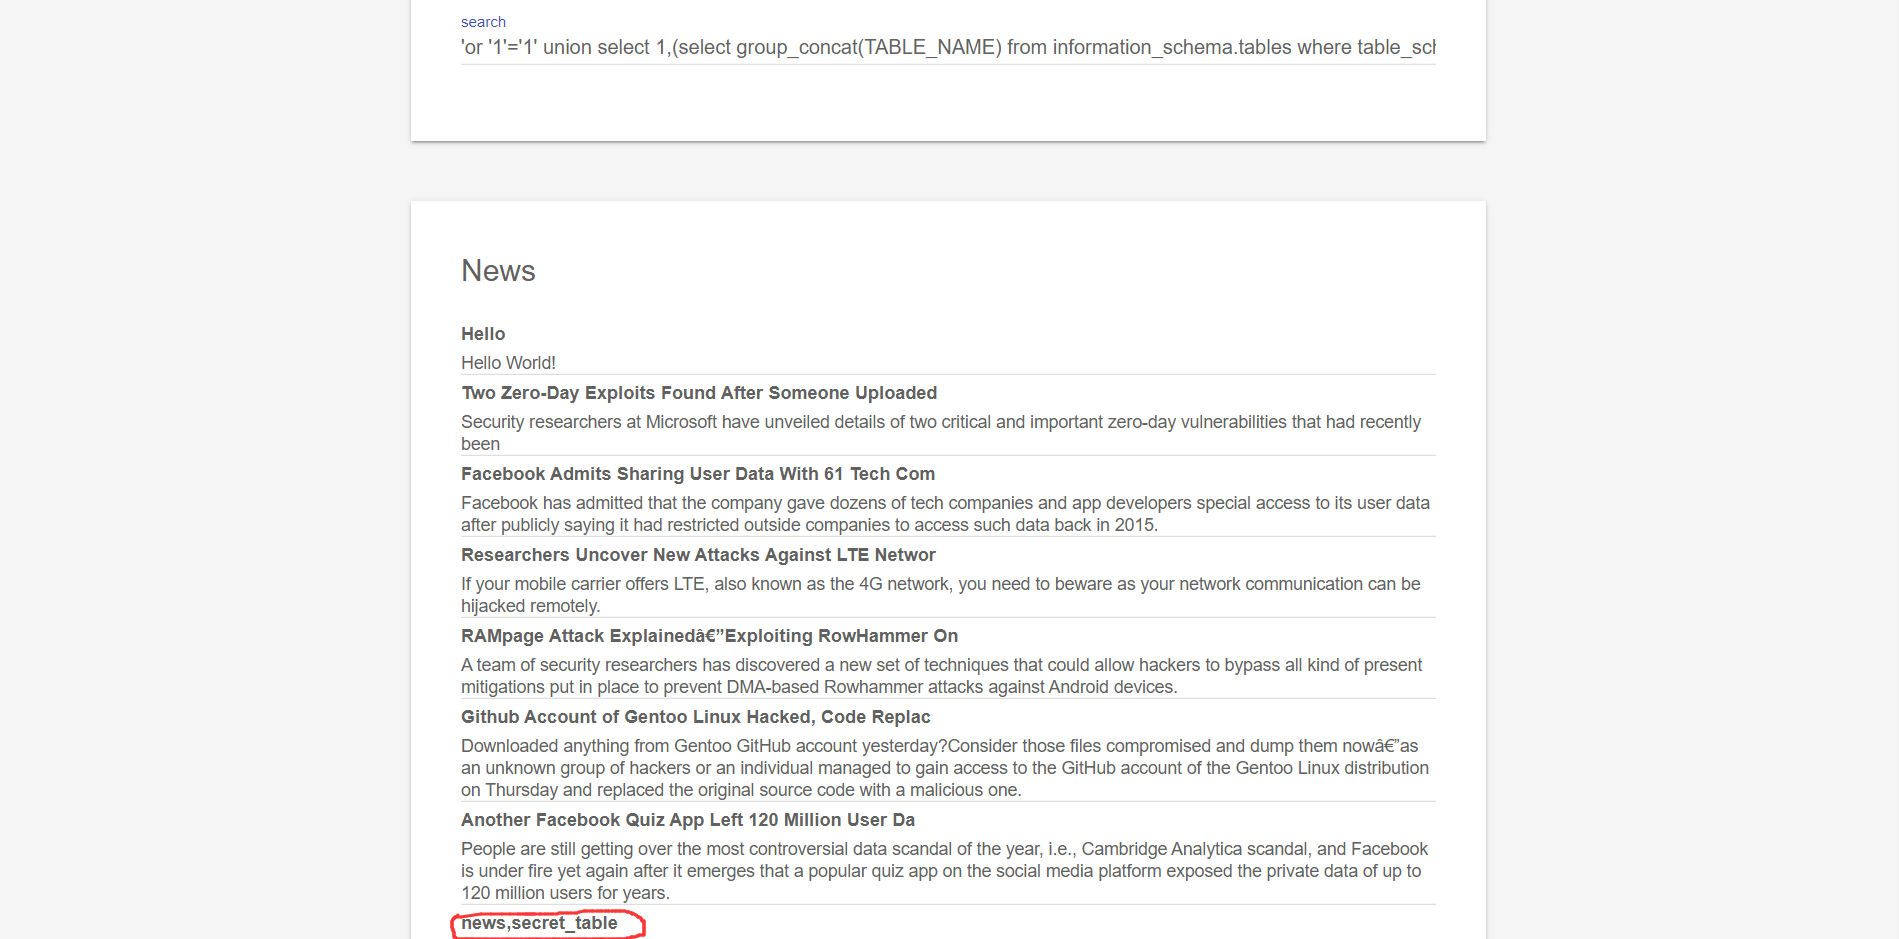 search
'or '1'='1' union select 1,(select group_concat(TABLE_NAME) from information_schema.tables where table_sch
News
Hello
Hello World!
Two Zero-Day Exploits Found After Someone Uploaded
Security researchers at Microsoft have unveiled details of two critical and important zero-day vulnerabilities that had recently
been
Facebook Admits Sharing User Data With 61 Tech Com
Facebook has admitted that the company gave dozens of tech companies and app developers special access to its user data
after publicly saying it had restricted outside companies to access such data back in 2015.
Researchers Uncover New Attacks Against LTE Networ
If your mobile carrier offers LTE, also known as the 4G network, you need to beware as your network communication can be
hijacked remotely.
RAMpage Attack Explainedâ€”Exploiting RowHammer On
A team of security researchers has discovered a new set of techniques that could allow hackers to bypass all kind of present
mitigations put in place to prevent DMA-based Rowhammer attacks against Android devices.
Github Account of Gentoo Linux Hacked, Code Replac
Downloaded anything from Gentoo GitHub account yesterday?Consider those files compromised and dump them nowâ€”as
an unknown group of hackers or an individual managed to gain access to the GitHub account of the Gentoo Linux distribution
on Thursday and replaced the original source code with a malicious one.
Another Facebook Quiz App Left 120 Million User Da
People are still getting over the most controversial data scandal of the year, i.e., Cambridge Analytica scandal, and Facebook
is under fire yet again after it emerges that a popular quiz app on the social media platform exposed the private data of up to
120 million users for years.
news,secret_table